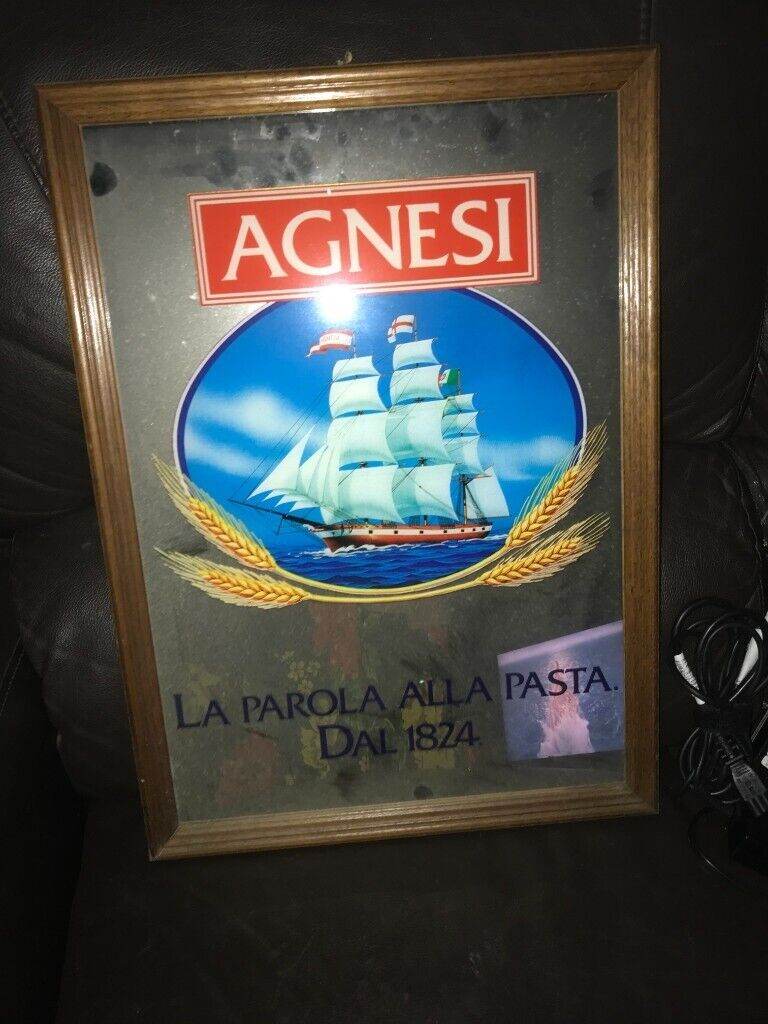 AGNESI
LA PAROLA ALLA PASTA.
DAL 1824.